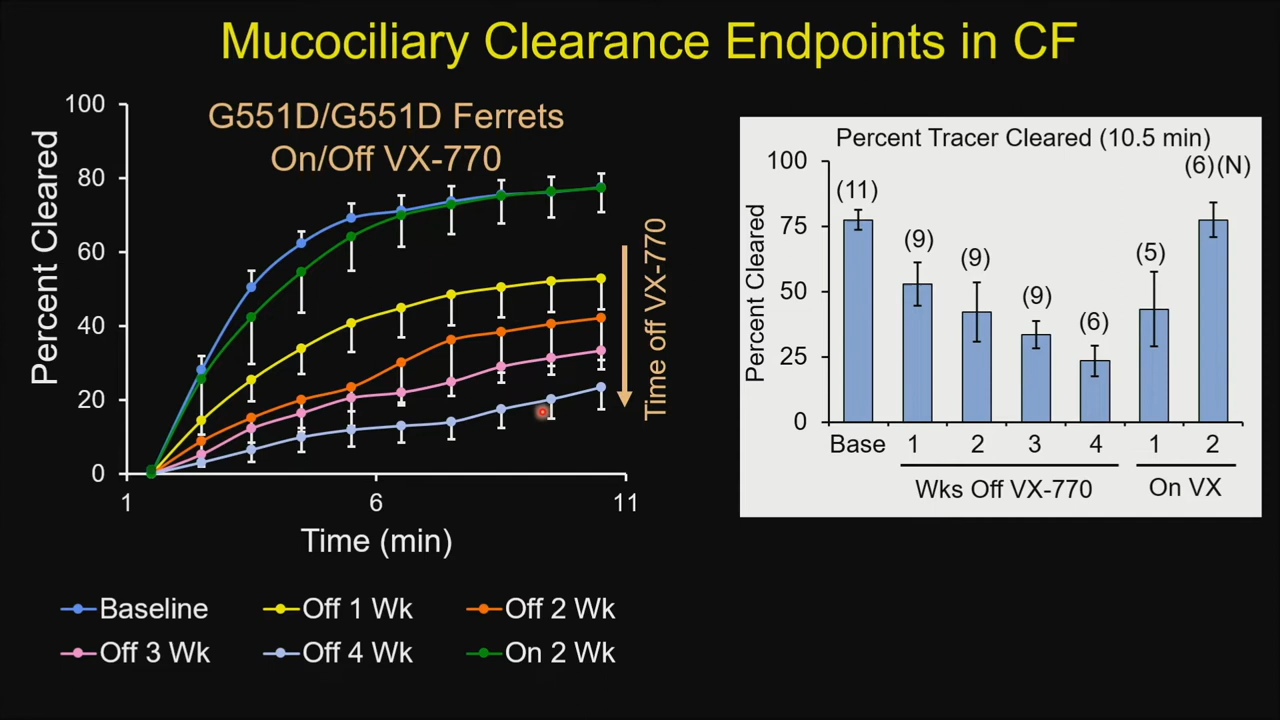 Mucociliary Clearance Endpoints in CF
G551D/G551D Ferrets
On/Off VX-770
Percent Cleared
100
80
60
40
20
0
1
6
11
Time (min)
Time off VX-770
Baseline
Off 1 Wk
Off 2 Wk
Off 3 Wk
Off 4 Wk
On 2 Wk
Percent Tracer Cleared (10.5 min)
Percent Cleared
100
75
50
25
0
(11)
(9)
(9)
(9)
(6)
(5)
(6)(N)
Base
1
2
3
4
1
2
Wks Off VX-770
On VX